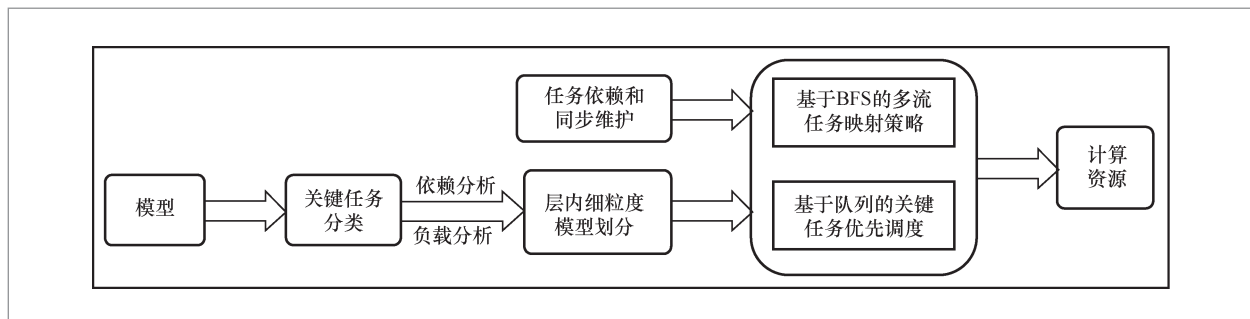 模型
关键任务
分类
依赖分析
负载分析
任务依赖和
同步维护
层内细粒度
模型划分
基于BFS的多流
任务映射策略
基于队列的关键
任务优先调度
计算
资源